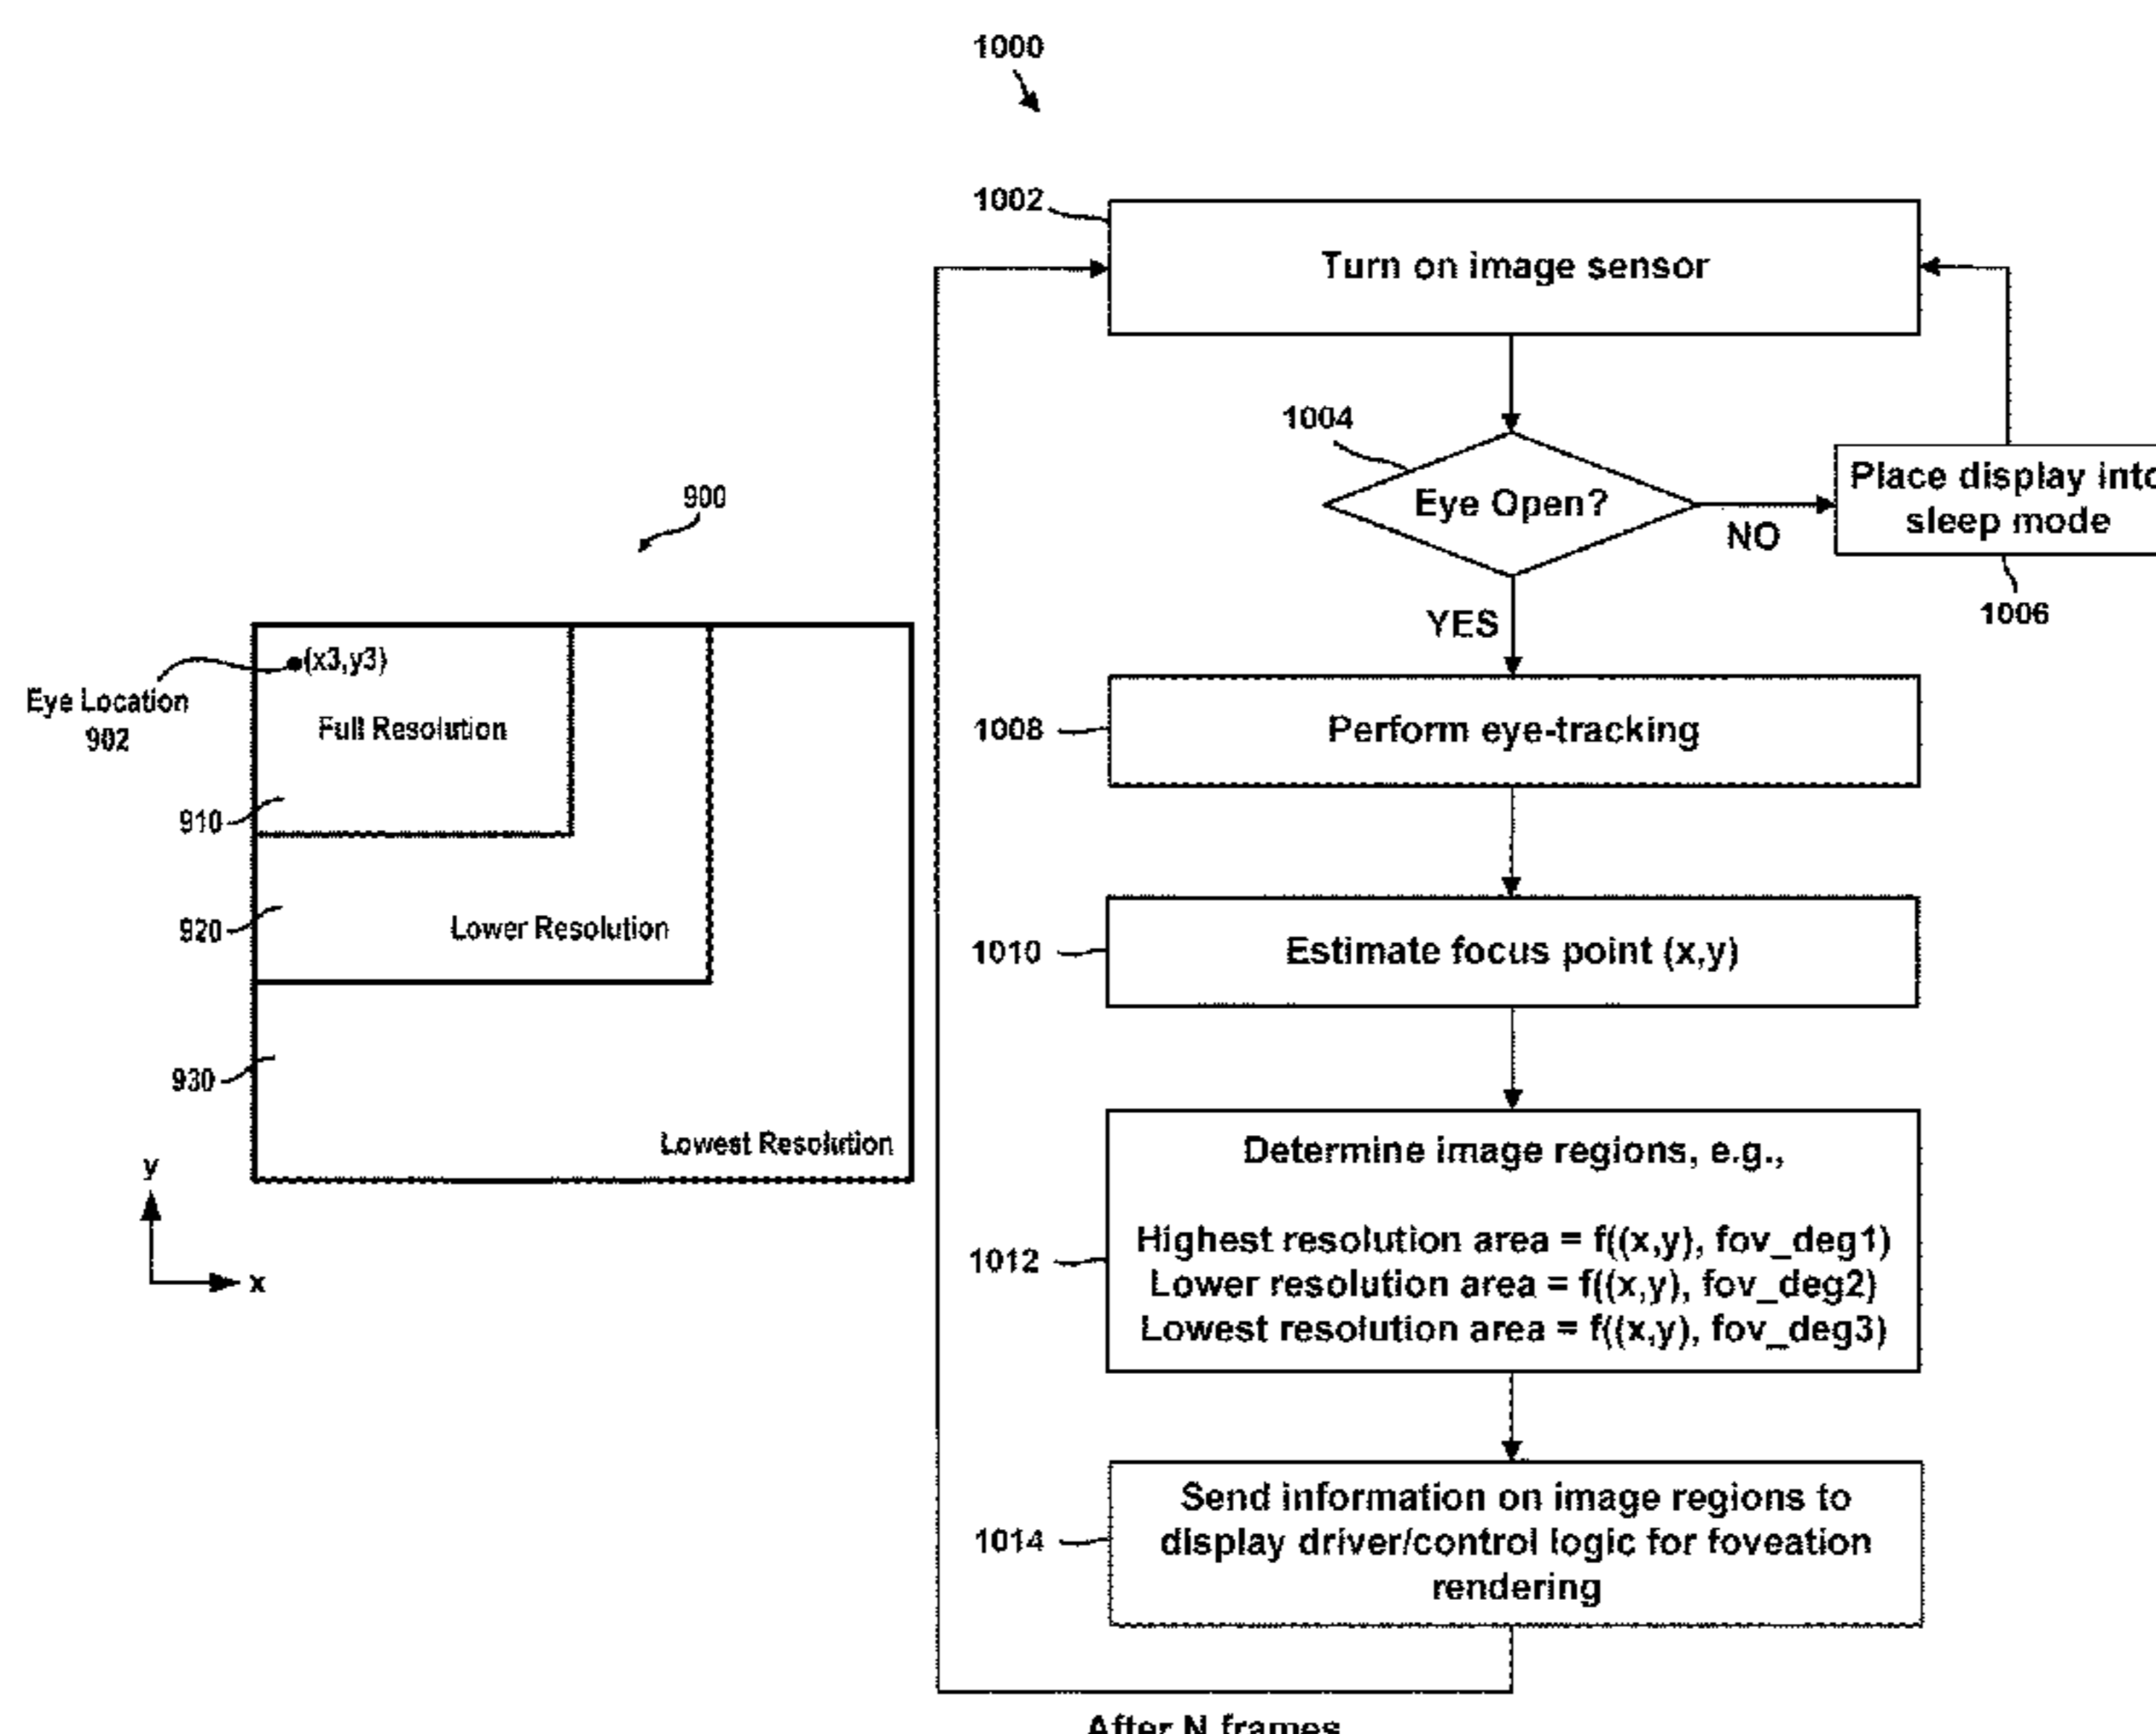 900
(x3,y3)
Eye Location
902
Full Resolution
910
920
Lower Resolution
930
Lowest Resolution
y
x
1000
1002
Turn on image sensor
1004
Eye Open?
NO
Place display into
sleep mode
1006
YES
1008
Perform eye-tracking
1010
Estimate focus point (x,y)
Determine image regions, e.g.,
1012
Highest resolution area = f((x,y), fov_deg1)
Lower resolution area = f((x,y), fov_deg2)
Lowest resolution area = f((x,y), fov_deg3)
1014
Send information on image regions to
display driver/control logic for foveation
rendering
After N frames